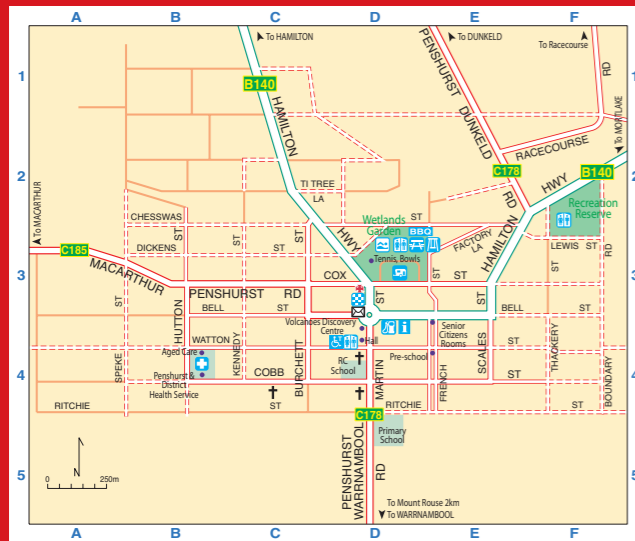 A B C D E F
To HAMILTON
To DUNKELD
To Racecourse
1
1
B140
HAMILTON
PENSHURST
DUNKELD
RD
RD
RACECOURSE
To MORTLAKE
2
2
C178
B140
HWY
TI TREE
LA
Recreation
Reserve
CHESSWAS
ST
ST
ST
Wetlands
Garden
BBQ
ST
FACTORY
LA
HAMILTON
To MACARTHUR
C185
MACARTHUR
DICKENS
ST
HWY
Tennis, Bowls
LEWIS ST
ST
RD
3
3
COX
ST
ST
PENSHURST
RD
ST
ST
HUTTON
BELL
ST
BELL
ST
Volcanoes Discovery
Centre
i
Senior
Citizens
Rooms
WATTON
Hall
Aged Care
RC
School
Pre-school
SPEKE
KENNEDY
BURCHETT
MARTIN
FRENCH
SCALES
THACKERY
BOUNDARY
4
4
Penshurst &
District
Health Service
COBB
ST
RITCHIE
ST
C178
RITCHIE
ST
Primary
School
N
0 250m
PENSHURST
WARRNAMBOOL
RD
5
5
To Mount Rouse 2km
To WARRNAMBOOL
A B C D E F